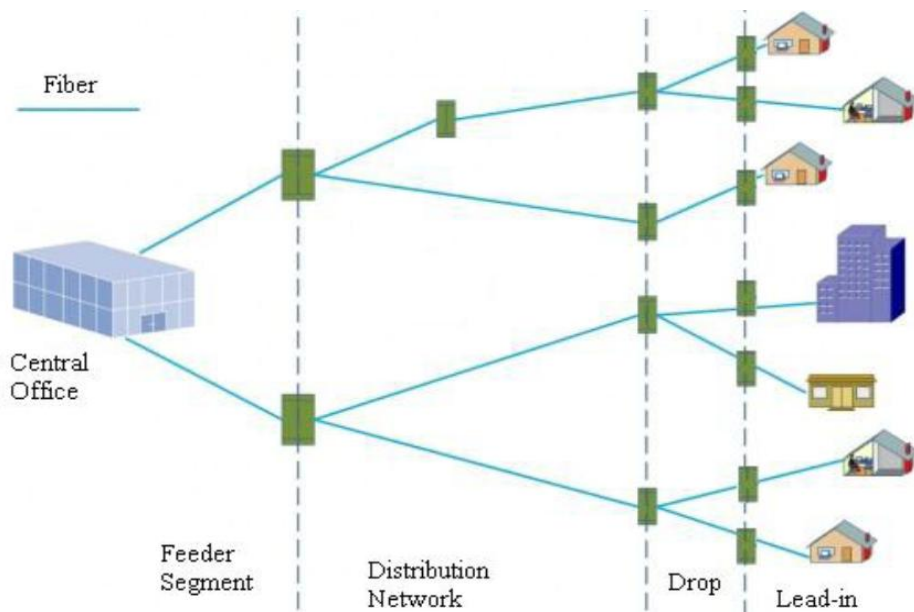 Fiber
Central
Office
Feeder
Segment
Distribution
Network
Drop
Lead-in